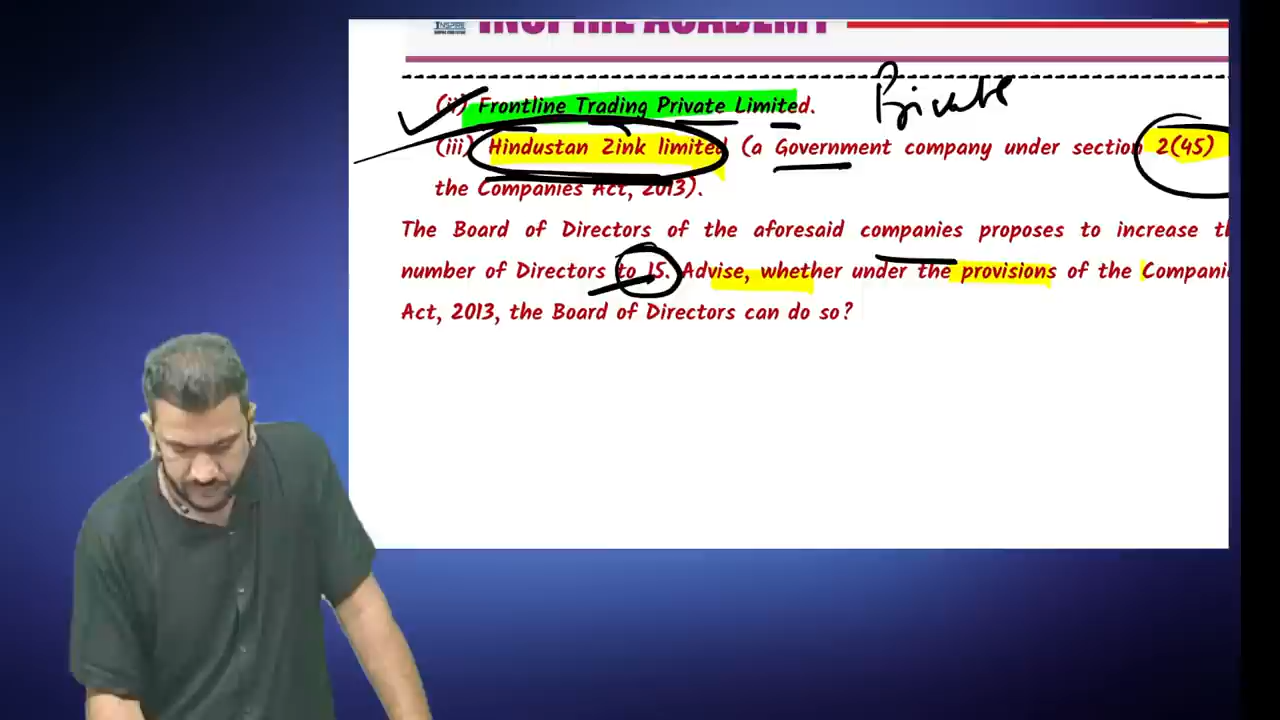 INSPIRE
INSPIRE ACADEMY
(ii) Frontline Trading Private Limited.
Private
(iii) Hindustan Zink limited (a Government company under section 2(45)
the Companies Act, 2013).
The Board of Directors of the aforesaid companies proposes to increase th
number of Directors to 15. Advise, whether under the provisions of the Compani
Act, 2013, the Board of Directors can do so?